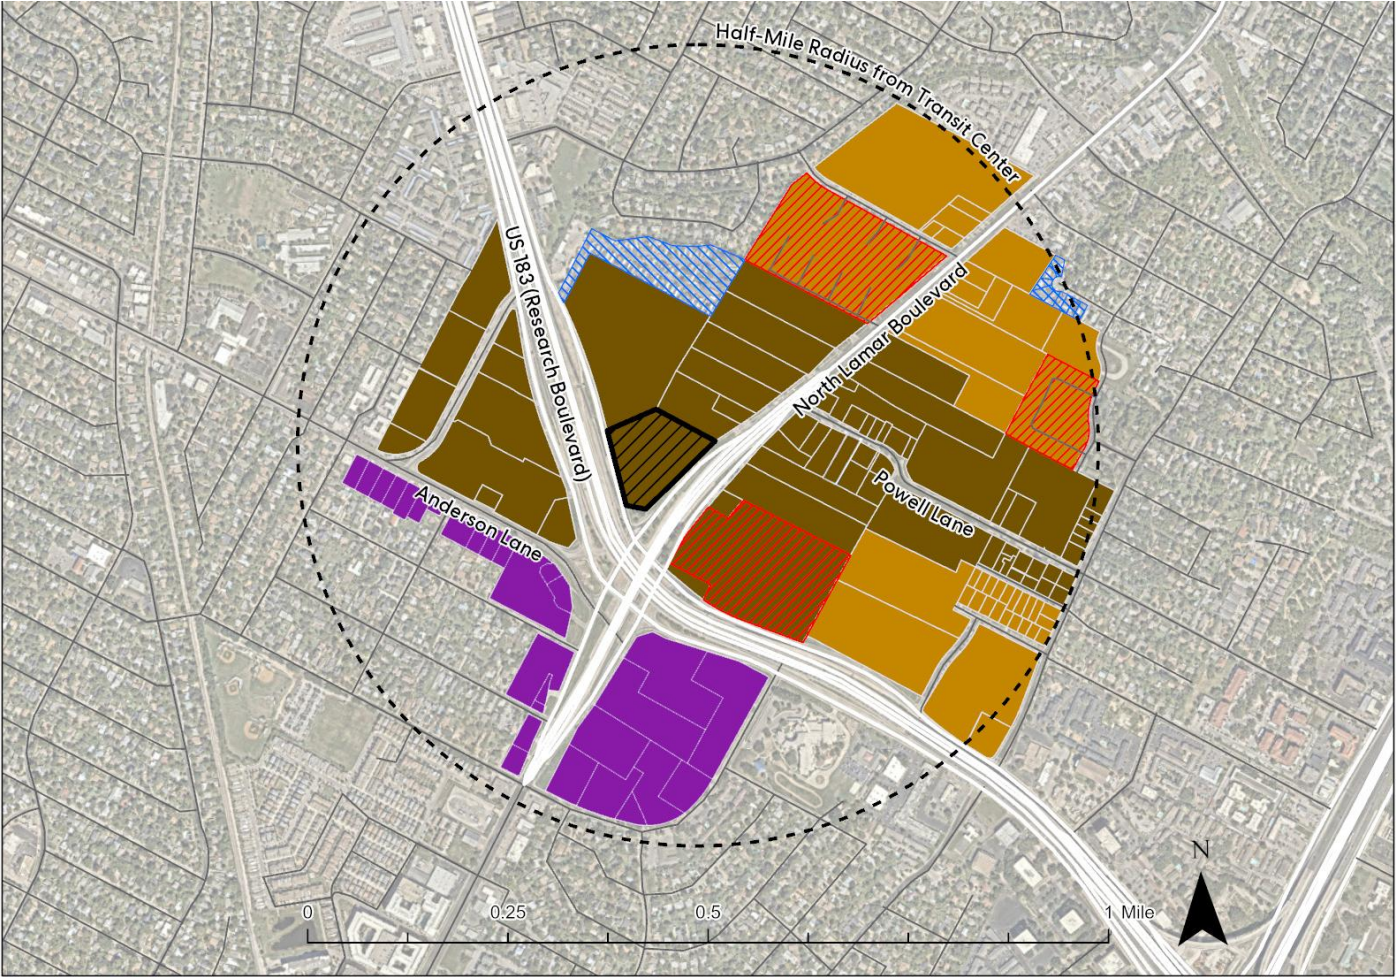 Half-Mile Radius from Transit Center
US 183 (Research Boulevard)
North Lamar Boulevard
Powell Lane
Anderson Lane
N
0 0.25 0.5 1 Mile